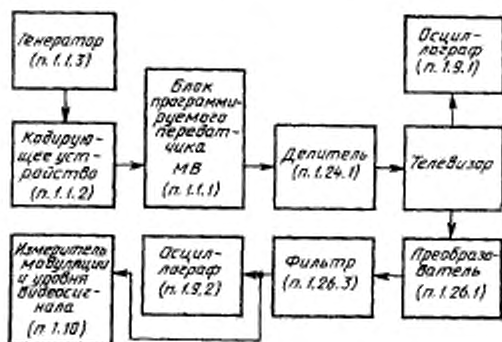 Генератор
(п.1.1.3)
Кодирую-
щее уст-
ройство
(п.1.1.2)
Блок
программи-
руемого
передат-
чика
МВ
(п.1.1.1)
Делитель
(п.1.24.1)
Осцил-
лограф
(п.1.9.1)
Телевизор
Преобразо-
ватель
(п.1.26.1)
Фильтр
(п.1.26.3)
Осцил-
лограф
(п.1.9.2)
Измеритель
модуляции
и уровня
видеосиг-
нала
(п 1.10)